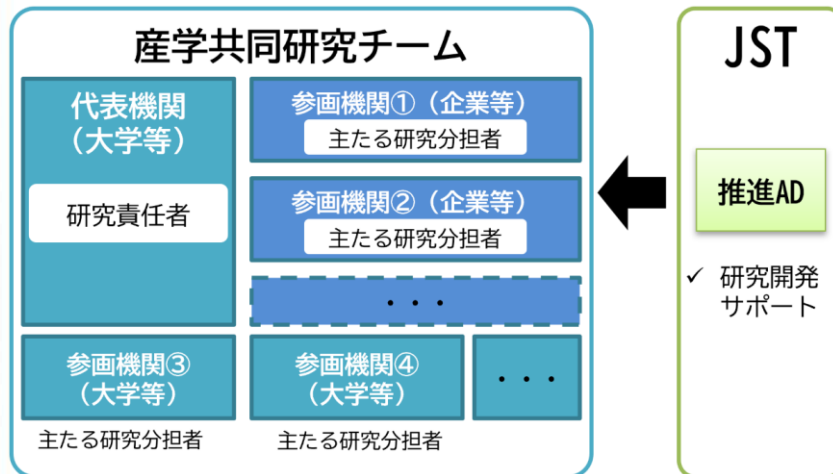 産学共同研究チーム
代表機関
（大学等）
研究責任者
参画機関①（企業等）
主たる研究分担者
参画機関②（企業等）
主たる研究分担者
・・・
参画機関③
（大学等）
主たる研究分担者
参画機関④
（大学等）
主たる研究分担者
・・・
JST
推進AD
✓ 研究開発
サポート